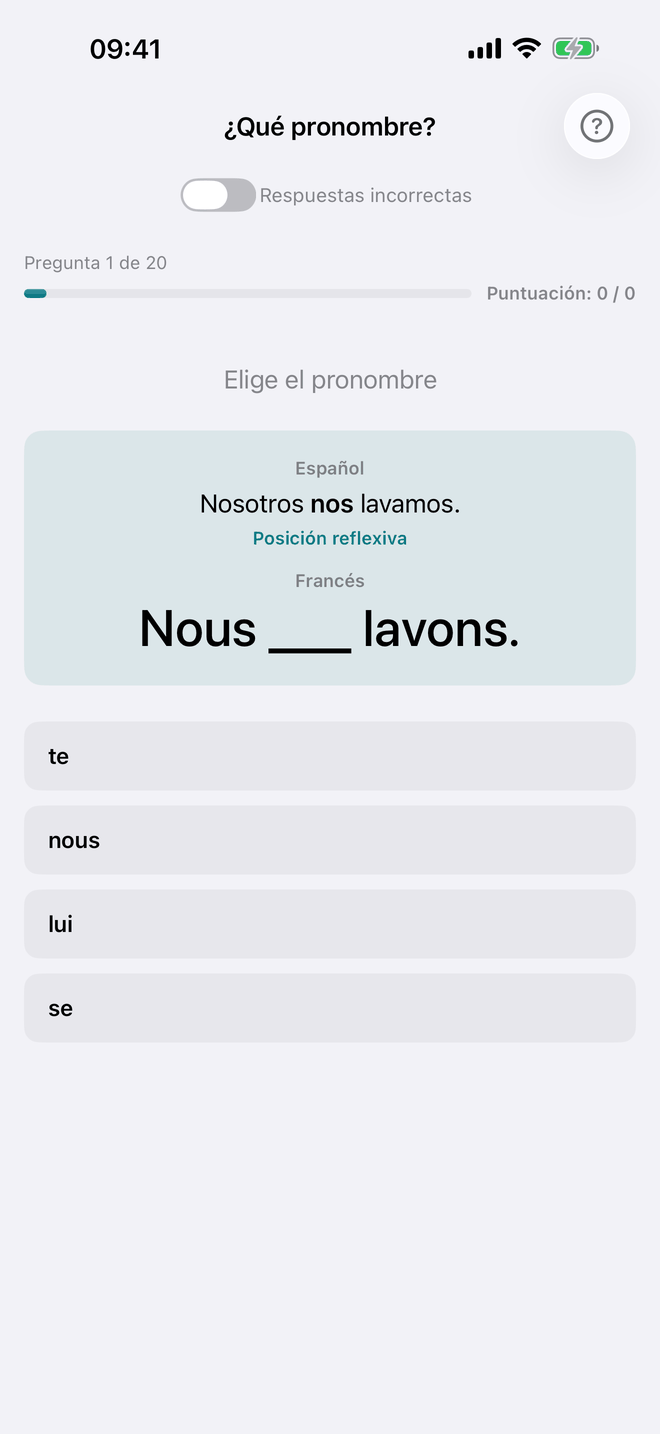 09:41
¿Qué pronombre?
Respuestas incorrectas
Pregunta 1 de 20
Puntuación: 0 / 0
Elige el pronombre
Español
Nosotros nos lavamos.
Posición reflexiva
Francés
Nous ____ lavons.
te
nous
lui
se